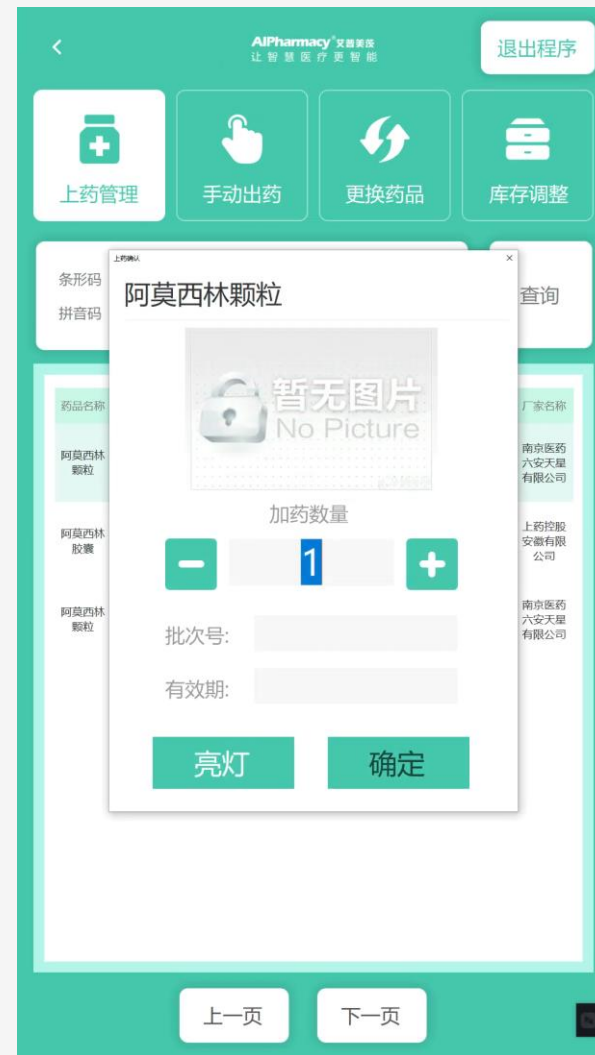 AIPharmacy®艾普美医
让智慧医疗更智能
退出程序
上药管理
手动出药
更换药品
库存调整
条形码
拼音码
查询
上药确认
阿莫西林颗粒
暂无图片
No Picture
加药数量
1
批次号:
有效期:
亮灯
确定
药品名称
厂家名称
阿莫西林
颗粒
南京医药
六安天星
有限公司
阿莫西林
胶囊
上药控股
安徽有限
公司
阿莫西林
颗粒
南京医药
六安天星
有限公司
上一页
下一页